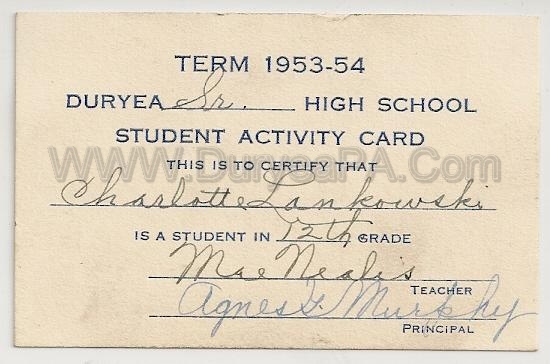 TERM 1953-54
DURYEA Sr. HIGH SCHOOL
STUDENT ACTIVITY CARD
www.DuryeaPA.Com
THIS IS TO CERTIFY THAT
Charlotte Lankowski
IS A STUDENT IN 12th GRADE
Mae Nealis
TEACHER
Agnes G. Murphy
PRINCIPAL